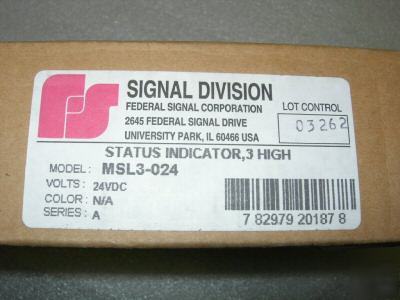 FS
SIGNAL DIVISION
FEDERAL SIGNAL CORPORATION
2645 FEDERAL SIGNAL DRIVE
UNIVERSITY PARK, IL 60466 USA
LOT CONTROL
03262
STATUS INDICATOR,3 HIGH
MODEL: MSL3-024
VOLTS: 24VDC
COLOR: N/A
SERIES: A
7 82979 20187 8